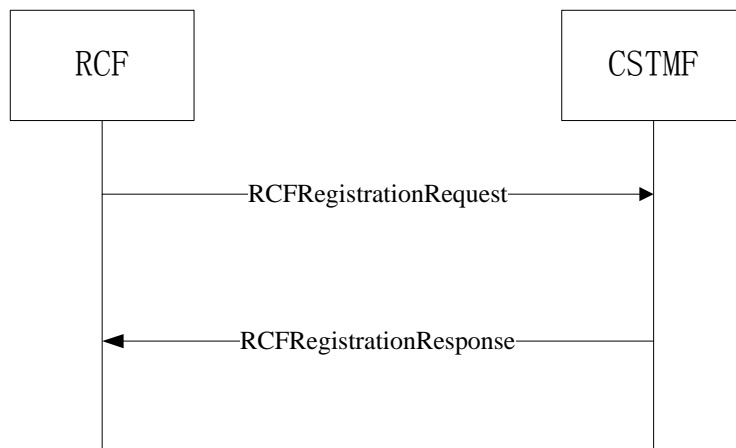 RCF
CSTMF
RCFRegistrationRequest
RCFRegistrationResponse